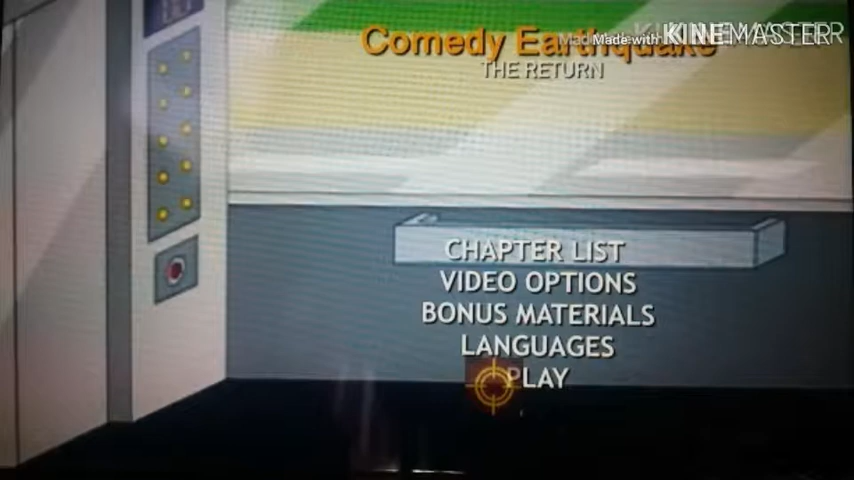 Comedy Earthquake
Made with KINEMASTER
THE RETURN
CHAPTER LIST
VIDEO OPTIONS
BONUS MATERIALS
LANGUAGES
PLAY